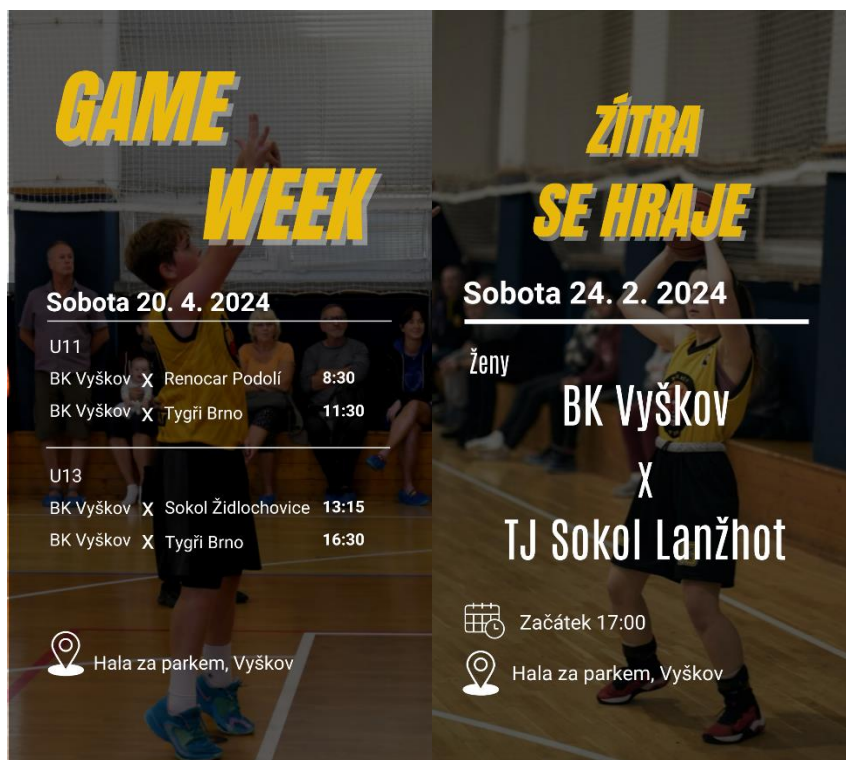 GAME
WEEK
Sobota 20. 4. 2024
U11
BK Vyškov x Renocar Podolí 8:30
BK Vyškov x Tygři Brno 11:30
U13
BK Vyškov x Sokol Židlochovice 13:15
BK Vyškov x Tygři Brno 16:30
Hala za parkem, Vyškov
ZÍTRA
SE HRAJE
Sobota 24. 2. 2024
Ženy
BK Vyškov
X
TJ Sokol Lanžhot
Začátek 17:00
Hala za parkem, Vyškov